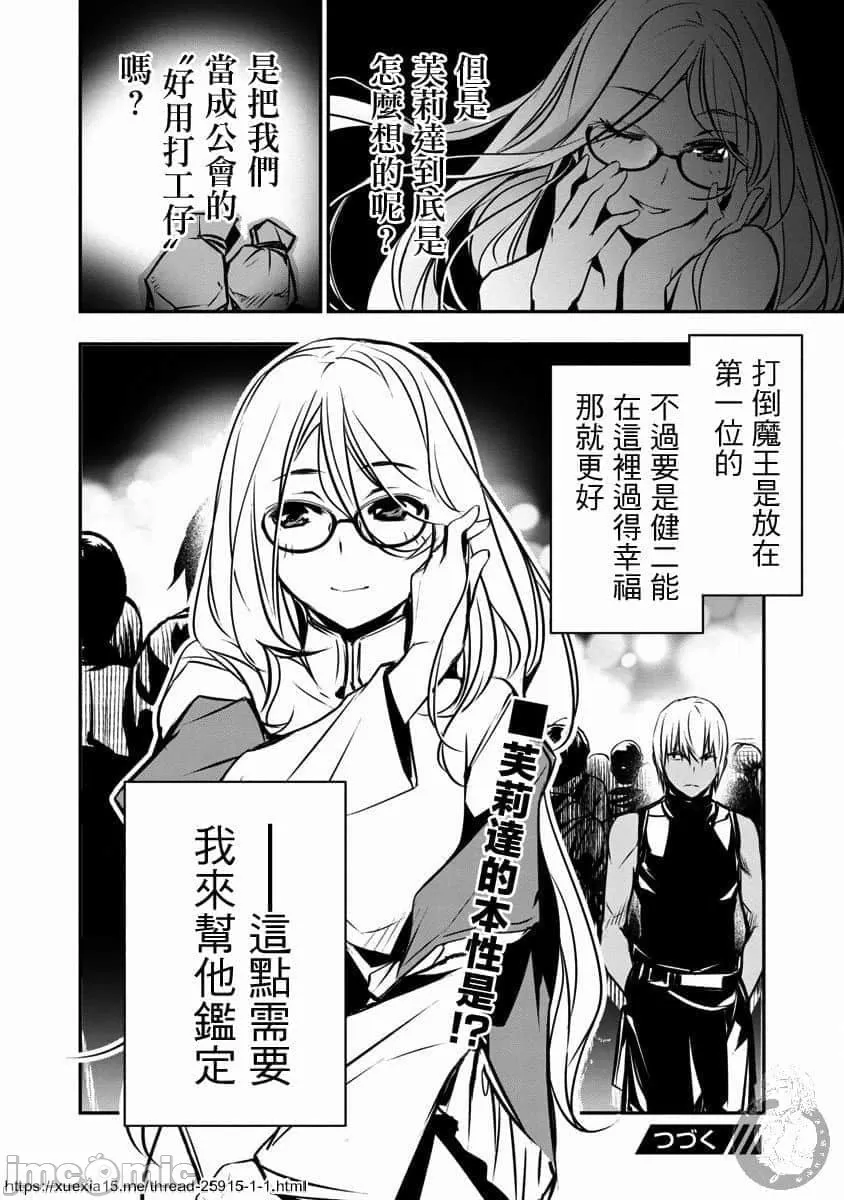 但是
芙莉達到底是
怎麼想的呢？
是把我們
當成公會的
〝好用打工仔〞
嗎？
打倒魔王是放在
第一位的
不過要是健二能
在這裡過得幸福
那就更好
■芙莉達的本性是!?
——這點需要
我來幫他鑑定
つづく
jmcomic
https://xuexia15.me/thread-25915-1-1.html